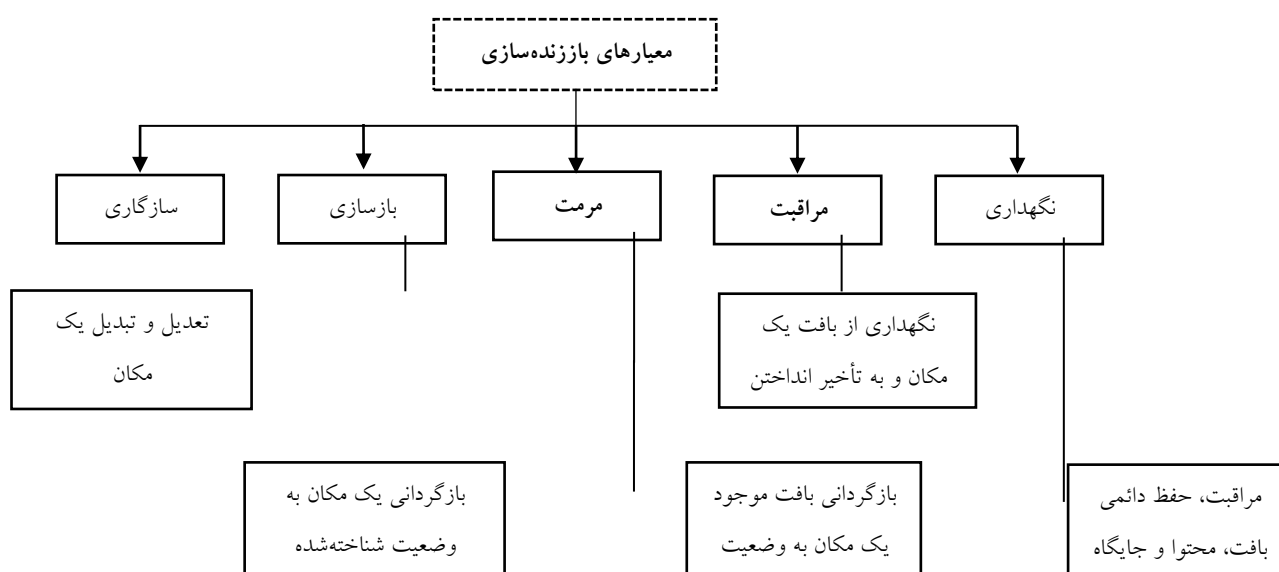 معیارهای باززنده‌سازی
نگهداری
مراقبت
مرمت
بازسازی
سازگاری
نگهداری از بافت یک
مکان و به تأخیر انداختن
تعدیل و تبدیل یک
مکان
مراقبت، حفظ دائمی
بافت، محتوا و جایگاه
بازگردانی بافت موجود
یک مکان به وضعیت
بازگردانی یک مکان به
وضعیت شناخته‌شده